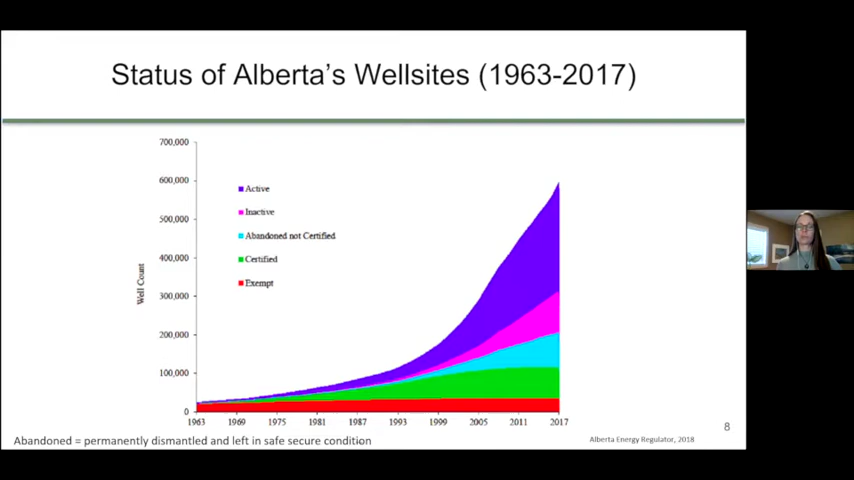 Status of Alberta's Wellsites (1963-2017)
700,000
600,000
500,000
400,000
300,000
200,000
100,000
0
Well Count
Active
Inactive
Abandoned not Certified
Certified
Exempt
1963 1969 1975 1981 1987 1993 1999 2005 2011 2017
8
Abandoned = permanently dismantled and left in safe secure condition
Alberta Energy Regulator, 2018